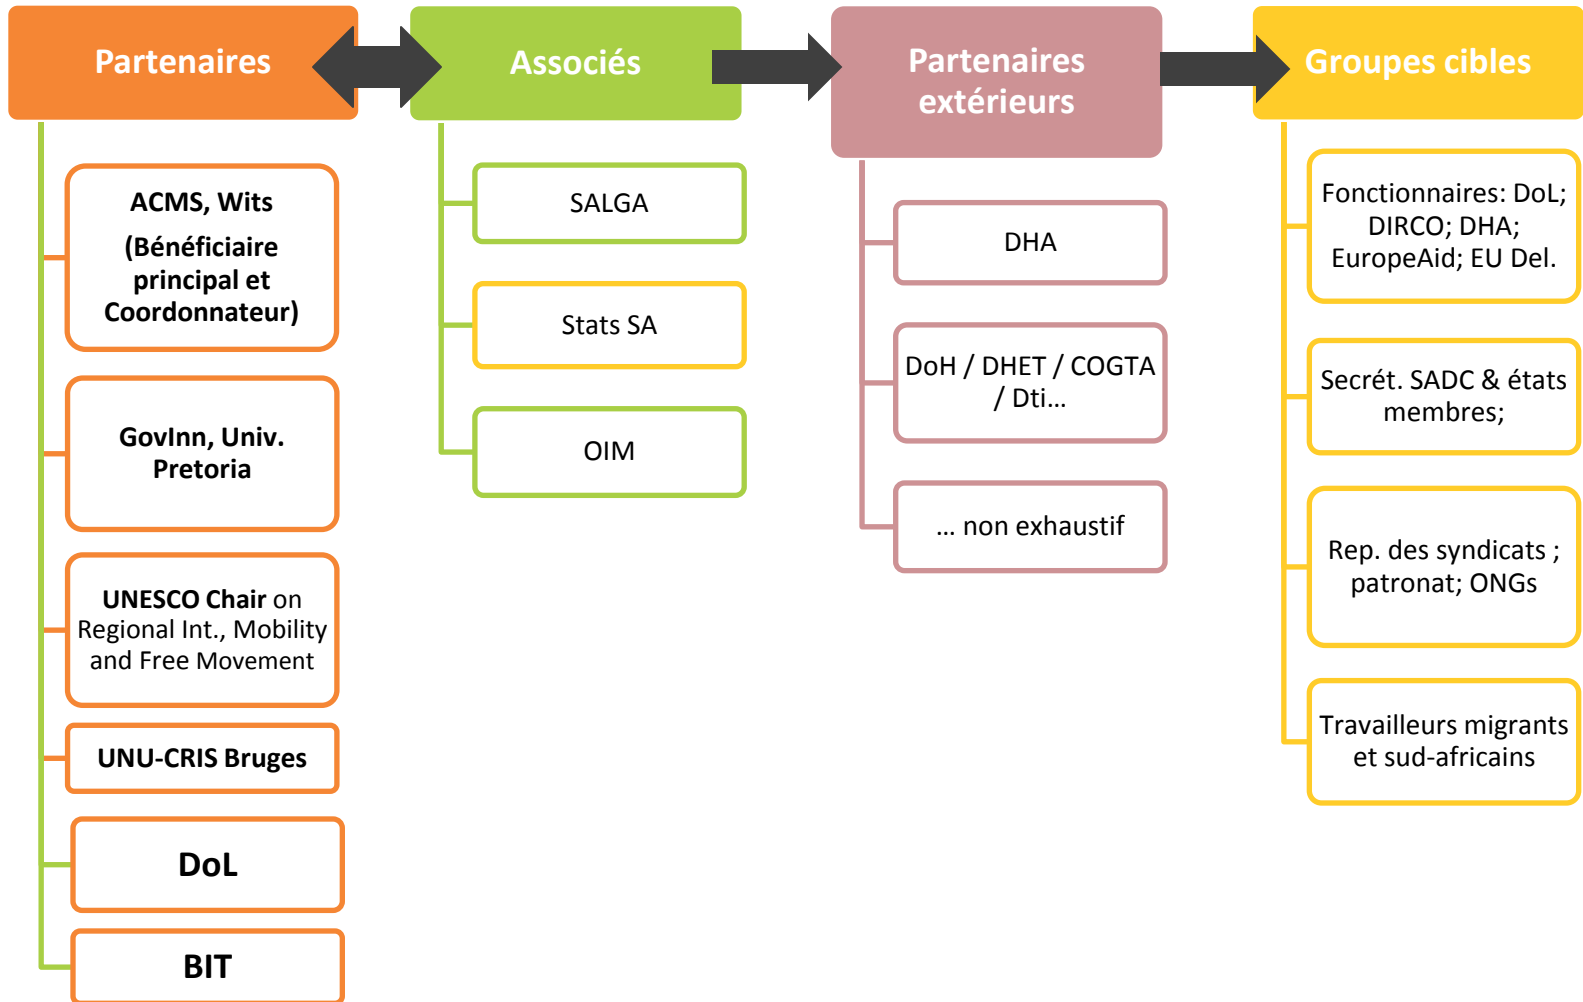 Partenaires
ACMS, Wits
(Bénéficiaire
principal et
Coordonnateur)
GovInn, Univ.
Pretoria
UNESCO Chair on
Regional Int., Mobility
and Free Movement
UNU-CRIS Bruges
DoL
BIT
Associés
SALGA
Stats SA
OIM
Partenaires
extérieurs
DHA
DoH / DHET / COGTA
/ Dti...
... non exhaustif
Groupes cibles
Fonctionnaires: DoL;
DIRCO; DHA;
EuropeAid; EU Del.
Secrét. SADC & états
membres;
Rep. des syndicats ;
patronat; ONGs
Travailleurs migrants
et sud-africains